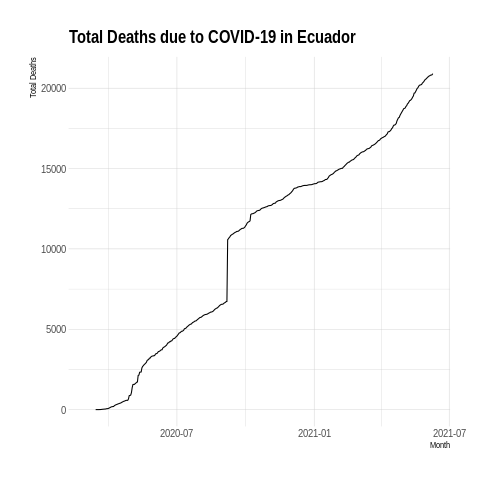 Total Deaths due to COVID-19 in Ecuador
Total Deaths
20000
15000
10000
5000
0
2020-07
2021-01
2021-07
Month